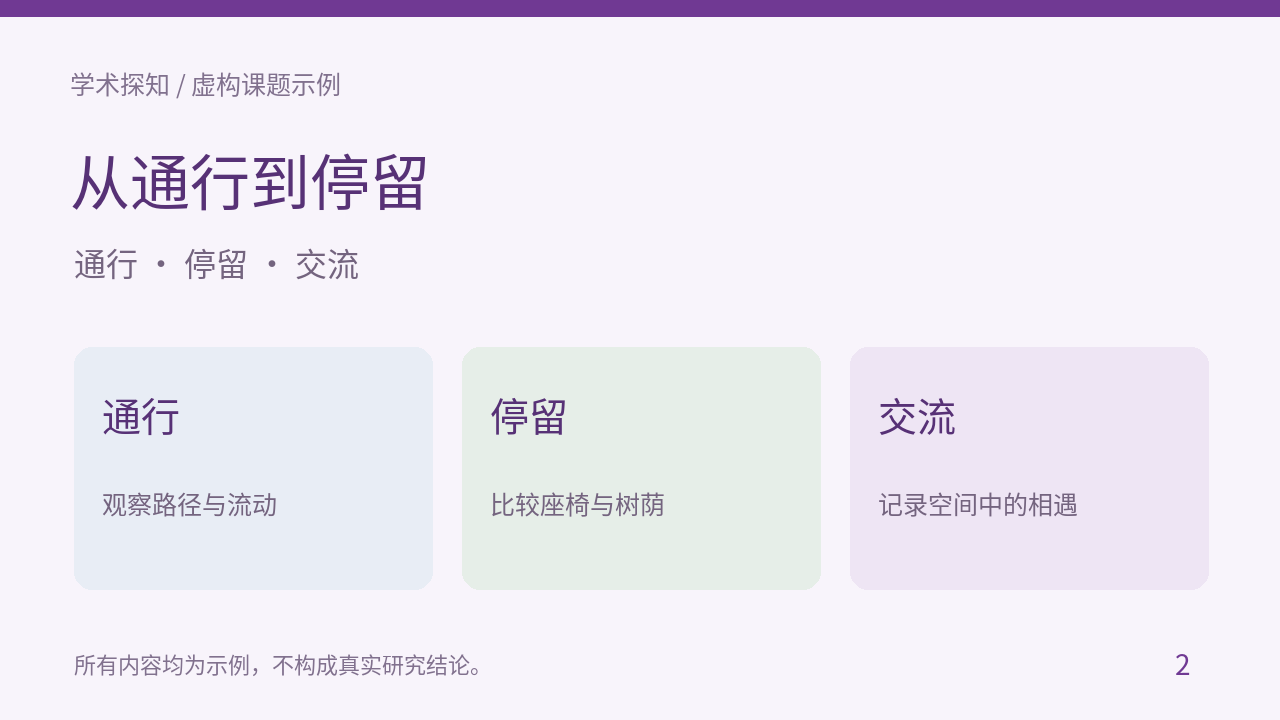 学术探知 / 虚构课题示例
从通行到停留
通行 · 停留 · 交流
通行
观察路径与流动
停留
比较座椅与树荫
交流
记录空间中的相遇
所有内容均为示例，不构成真实研究结论。
2